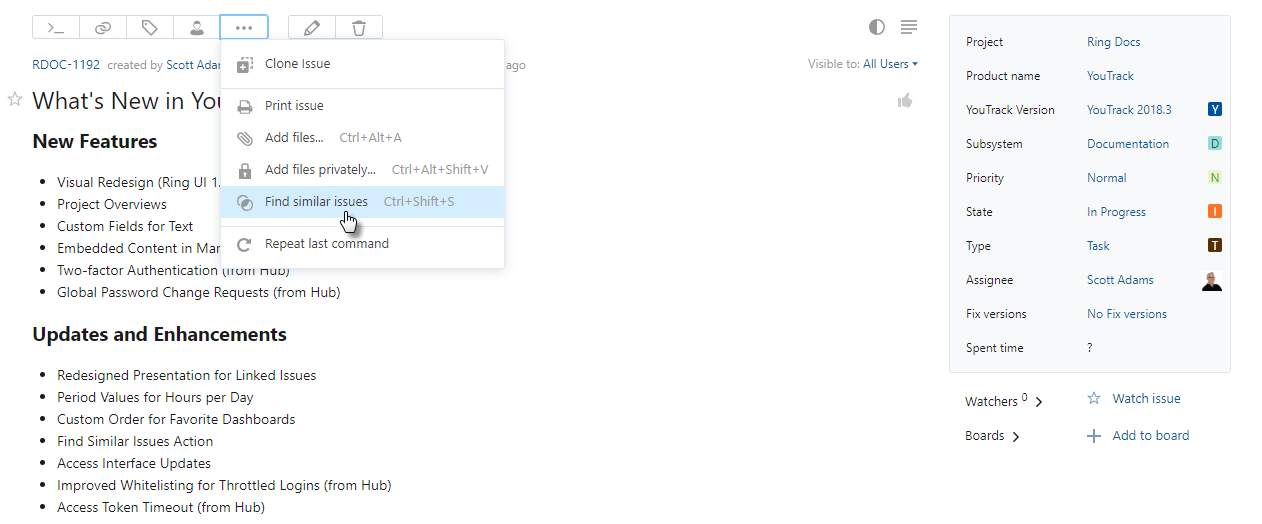 RDOC-1192 created by Scott Adar ago
Visible to: All Users
What's New in You
New Features
Visual Redesign (Ring UI 1.
Project Overviews
Custom Fields for Text
Embedded Content in Mar
Two-factor Authentication (from Hub)
Global Password Change Requests (from Hub)
Updates and Enhancements
Redesigned Presentation for Linked Issues
Period Values for Hours per Day
Custom Order for Favorite Dashboards
Find Similar Issues Action
Access Interface Updates
Improved Whitelisting for Throttled Logins (from Hub)
Access Token Timeout (from Hub)
Clone Issue
Print issue
Add files... Ctrl+Alt+A
Add files privately... Ctrl+Alt+Shift+V
Find similar issues Ctrl+Shift+S
Repeat last command
Project Ring Docs
Product name YouTrack
YouTrack Version YouTrack 2018.3 Y
Subsystem Documentation D
Priority Normal N
State In Progress I
Type Task T
Assignee Scott Adams
Fix versions No Fix versions
Spent time ?
Watchers 0 Watch issue
Boards Add to board